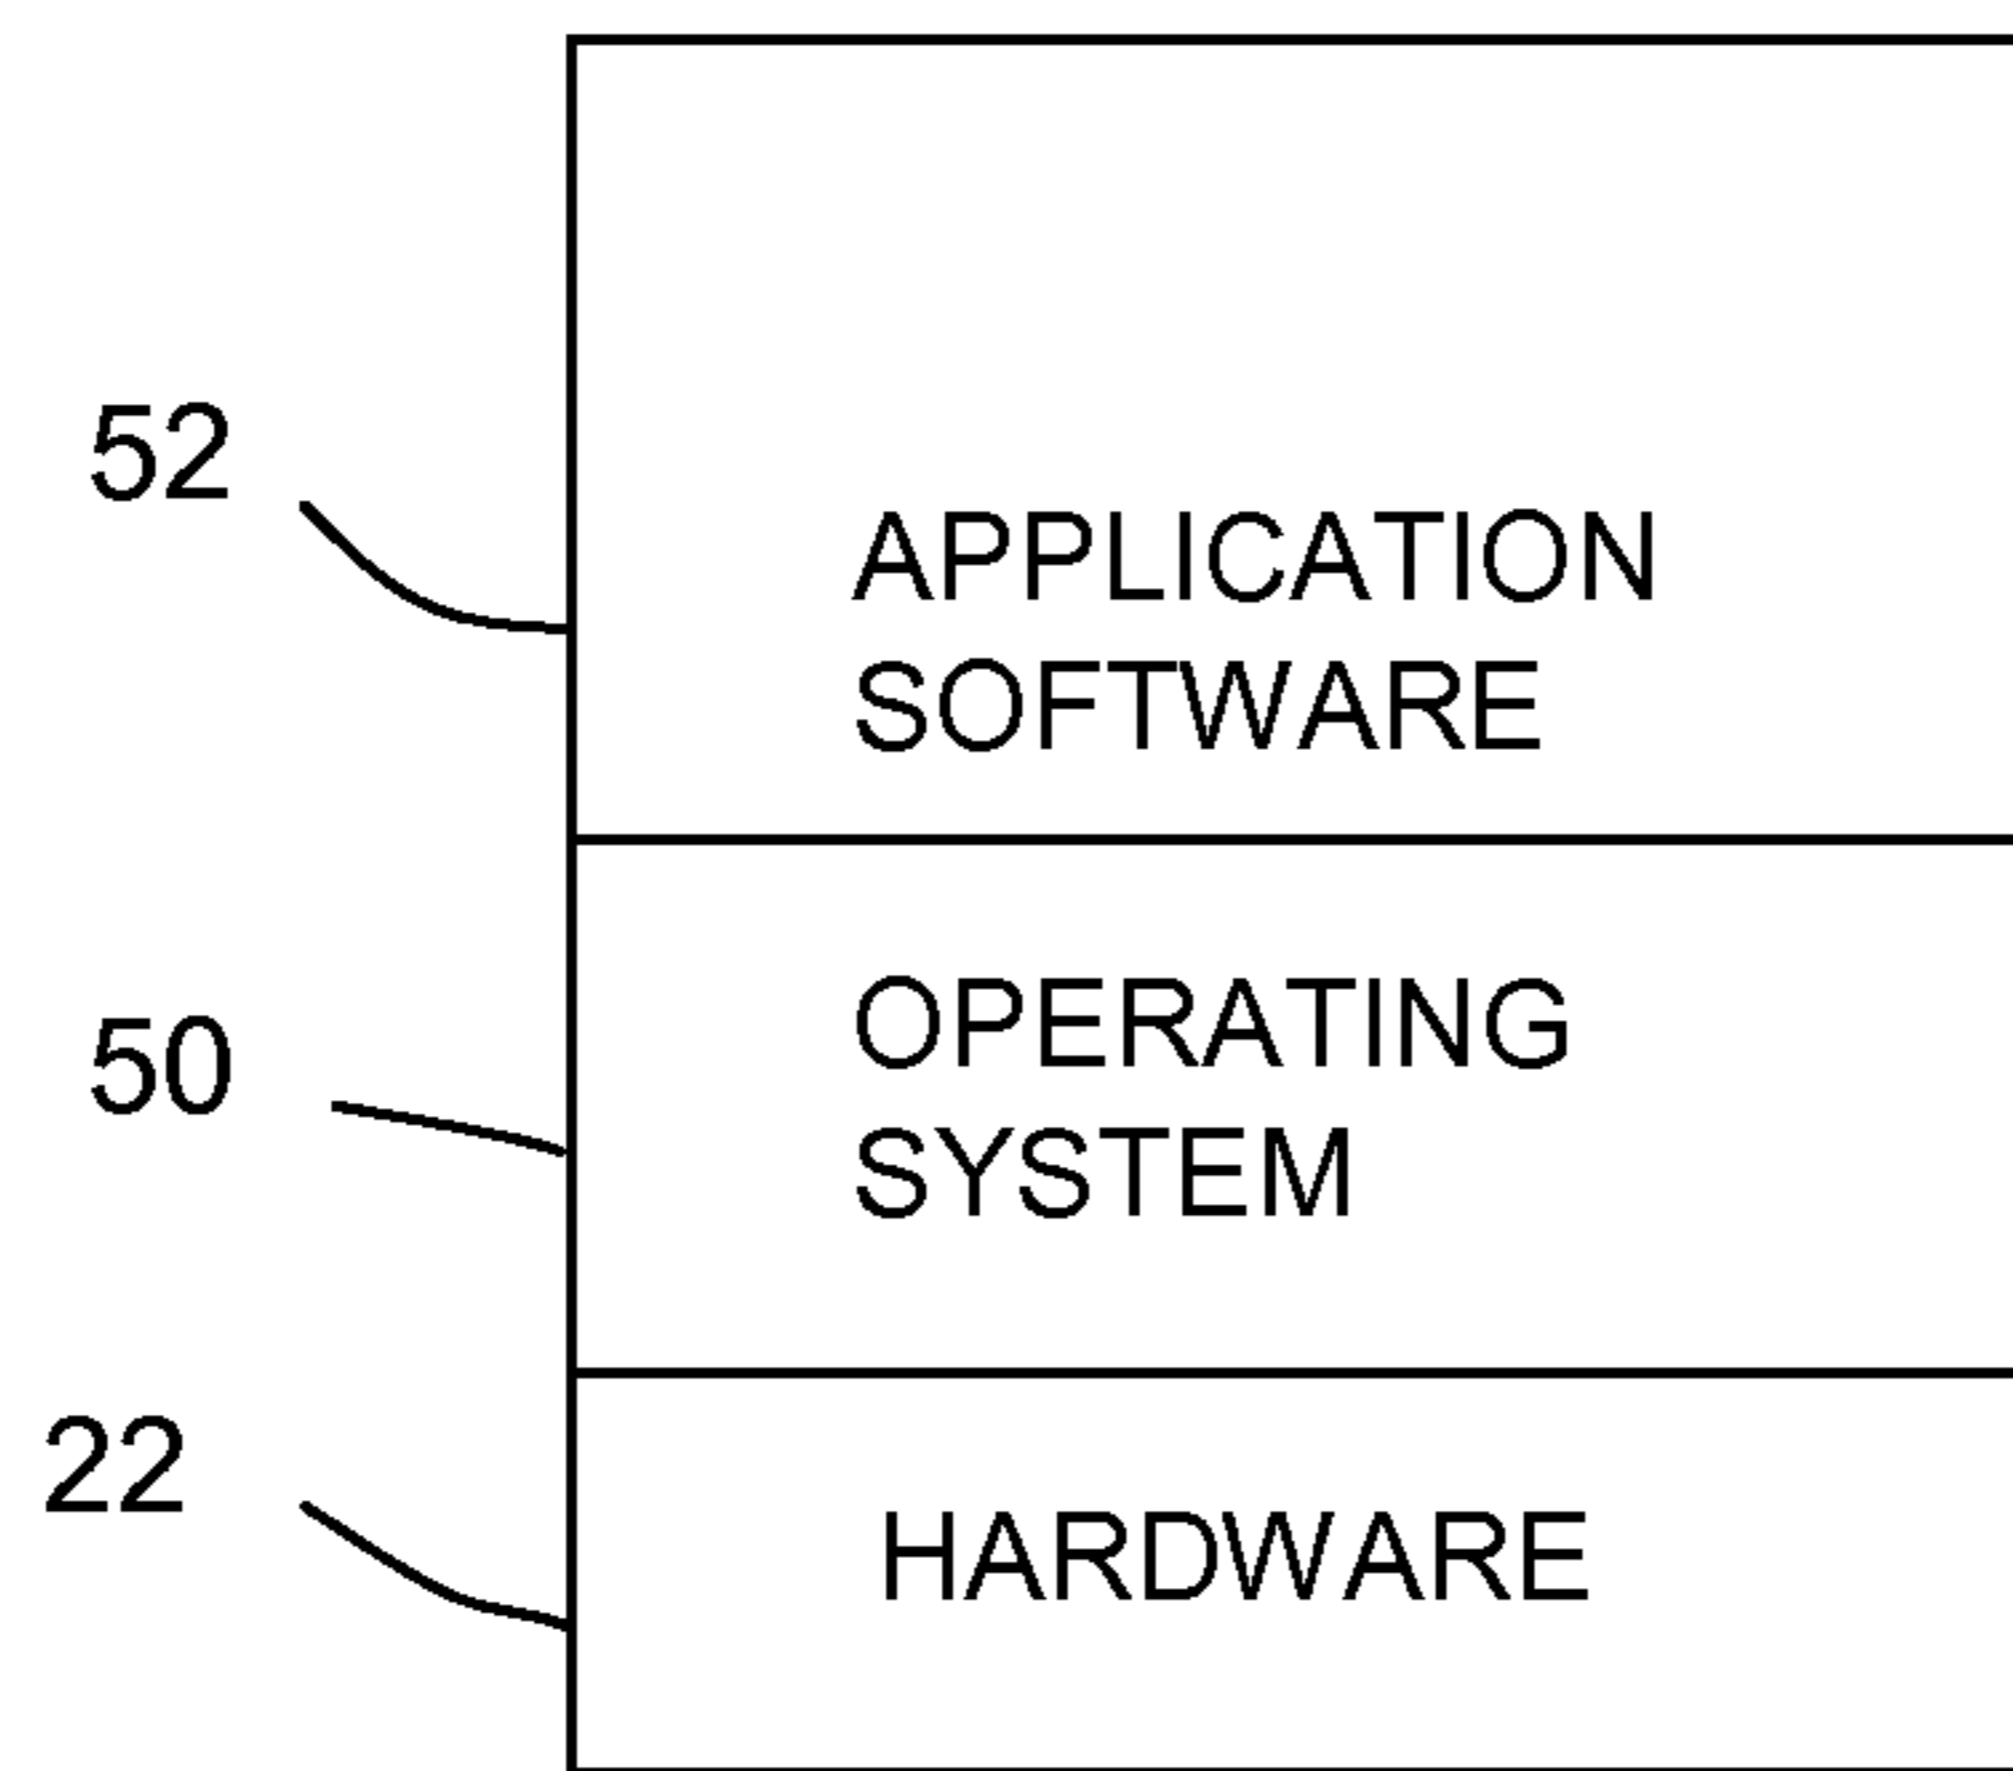 52
APPLICATION
SOFTWARE
50
OPERATING
SYSTEM
22
HARDWARE